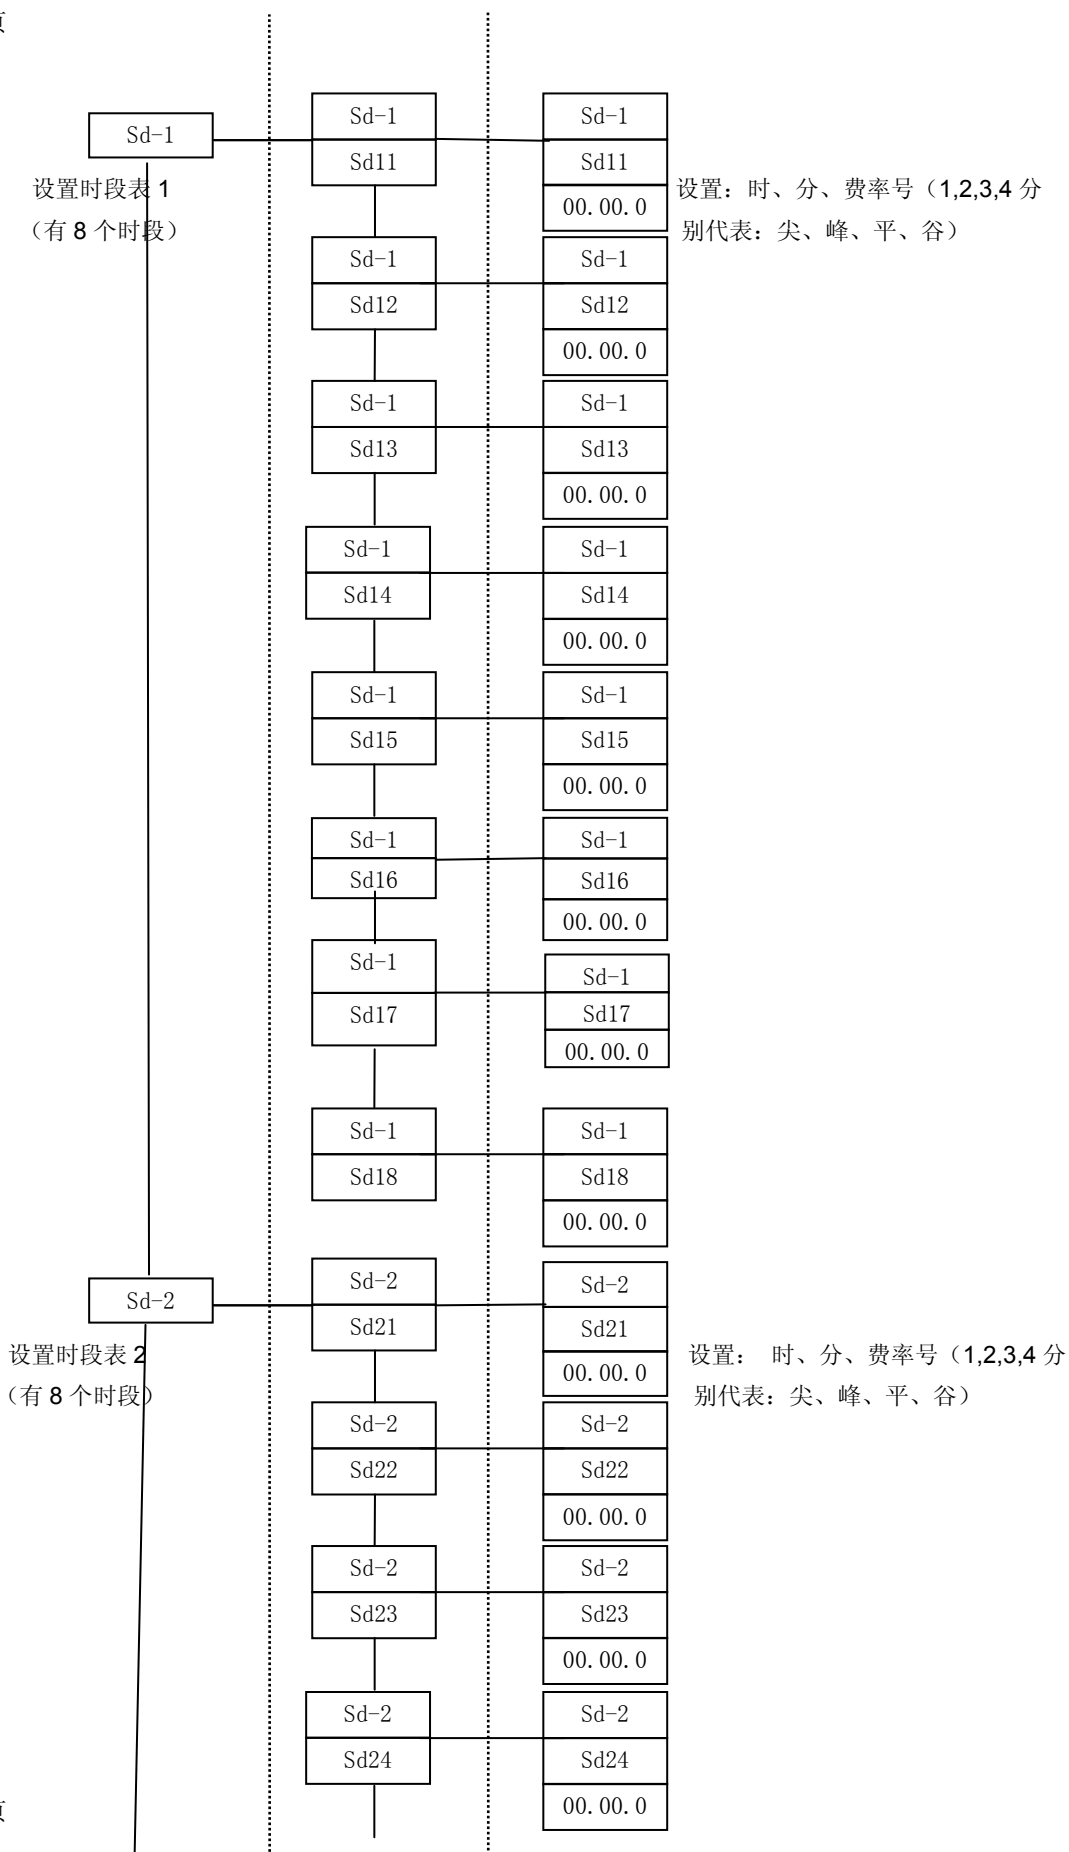 页
Sd-1
设置时段表 1
（有 8 个时段）
Sd-1
Sd11
Sd-1
Sd11
00.00.0
设置：时、分、费率号（1,2,3,4 分
别代表：尖、峰、平、谷）
Sd-1
Sd12
Sd-1
Sd12
00.00.0
Sd-1
Sd13
Sd-1
Sd13
00.00.0
Sd-1
Sd14
Sd-1
Sd14
00.00.0
Sd-1
Sd15
Sd-1
Sd15
00.00.0
Sd-1
Sd16
Sd-1
Sd16
00.00.0
Sd-1
Sd17
Sd-1
Sd17
00.00.0
Sd-1
Sd18
Sd-1
Sd18
00.00.0
Sd-2
设置时段表 2
（有 8 个时段）
Sd-2
Sd21
Sd-2
Sd21
00.00.0
设置： 时、分、费率号（1,2,3,4 分
别代表：尖、峰、平、谷）
Sd-2
Sd22
Sd-2
Sd22
00.00.0
Sd-2
Sd23
Sd-2
Sd23
00.00.0
Sd-2
Sd24
Sd-2
Sd24
00.00.0
页